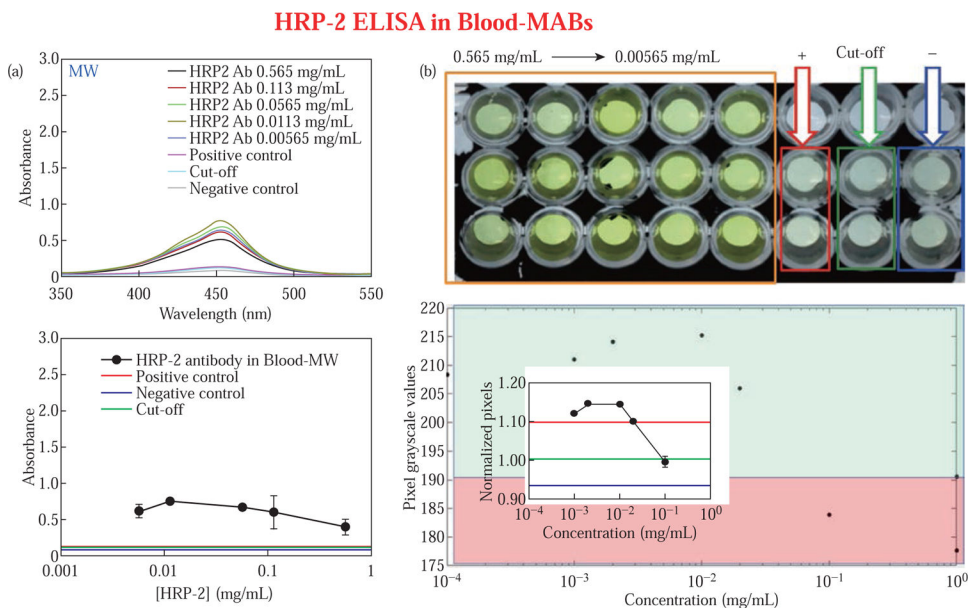 HRP-2 ELISA in Blood-MABs
(a)
MW
3.0
2.5
2.0
1.5
1.0
0.5
0
Absorbance
HRP2 Ab 0.565 mg/mL
HRP2 Ab 0.113 mg/mL
HRP2 Ab 0.0565 mg/mL
HRP2 Ab 0.0113 mg/mL
HRP2 Ab 0.00565 mg/mL
Positive control
Cut-off
Negative control
350 400 450 500 550
Wavelength (nm)
3.0
2.5
2.0
1.5
1.0
0.5
0
Absorbance
HRP-2 antibody in Blood-MW
Positive control
Negative control
Cut-off
0.001 0.01 0.1 1
[HRP-2] (mg/mL)
(b)
0.565 mg/mL → 0.00565 mg/mL
+ Cut-off −
220
215
210
205
200
195
190
185
180
175
Pixel grayscale values
10⁻⁴ 10⁻³ 10⁻² 10⁻¹ 10⁰
Concentration (mg/mL)
1.20
1.10
1.00
0.90
Normalized pixels
10⁻⁴ 10⁻³ 10⁻² 10⁻¹ 10⁰
Concentration (mg/mL)